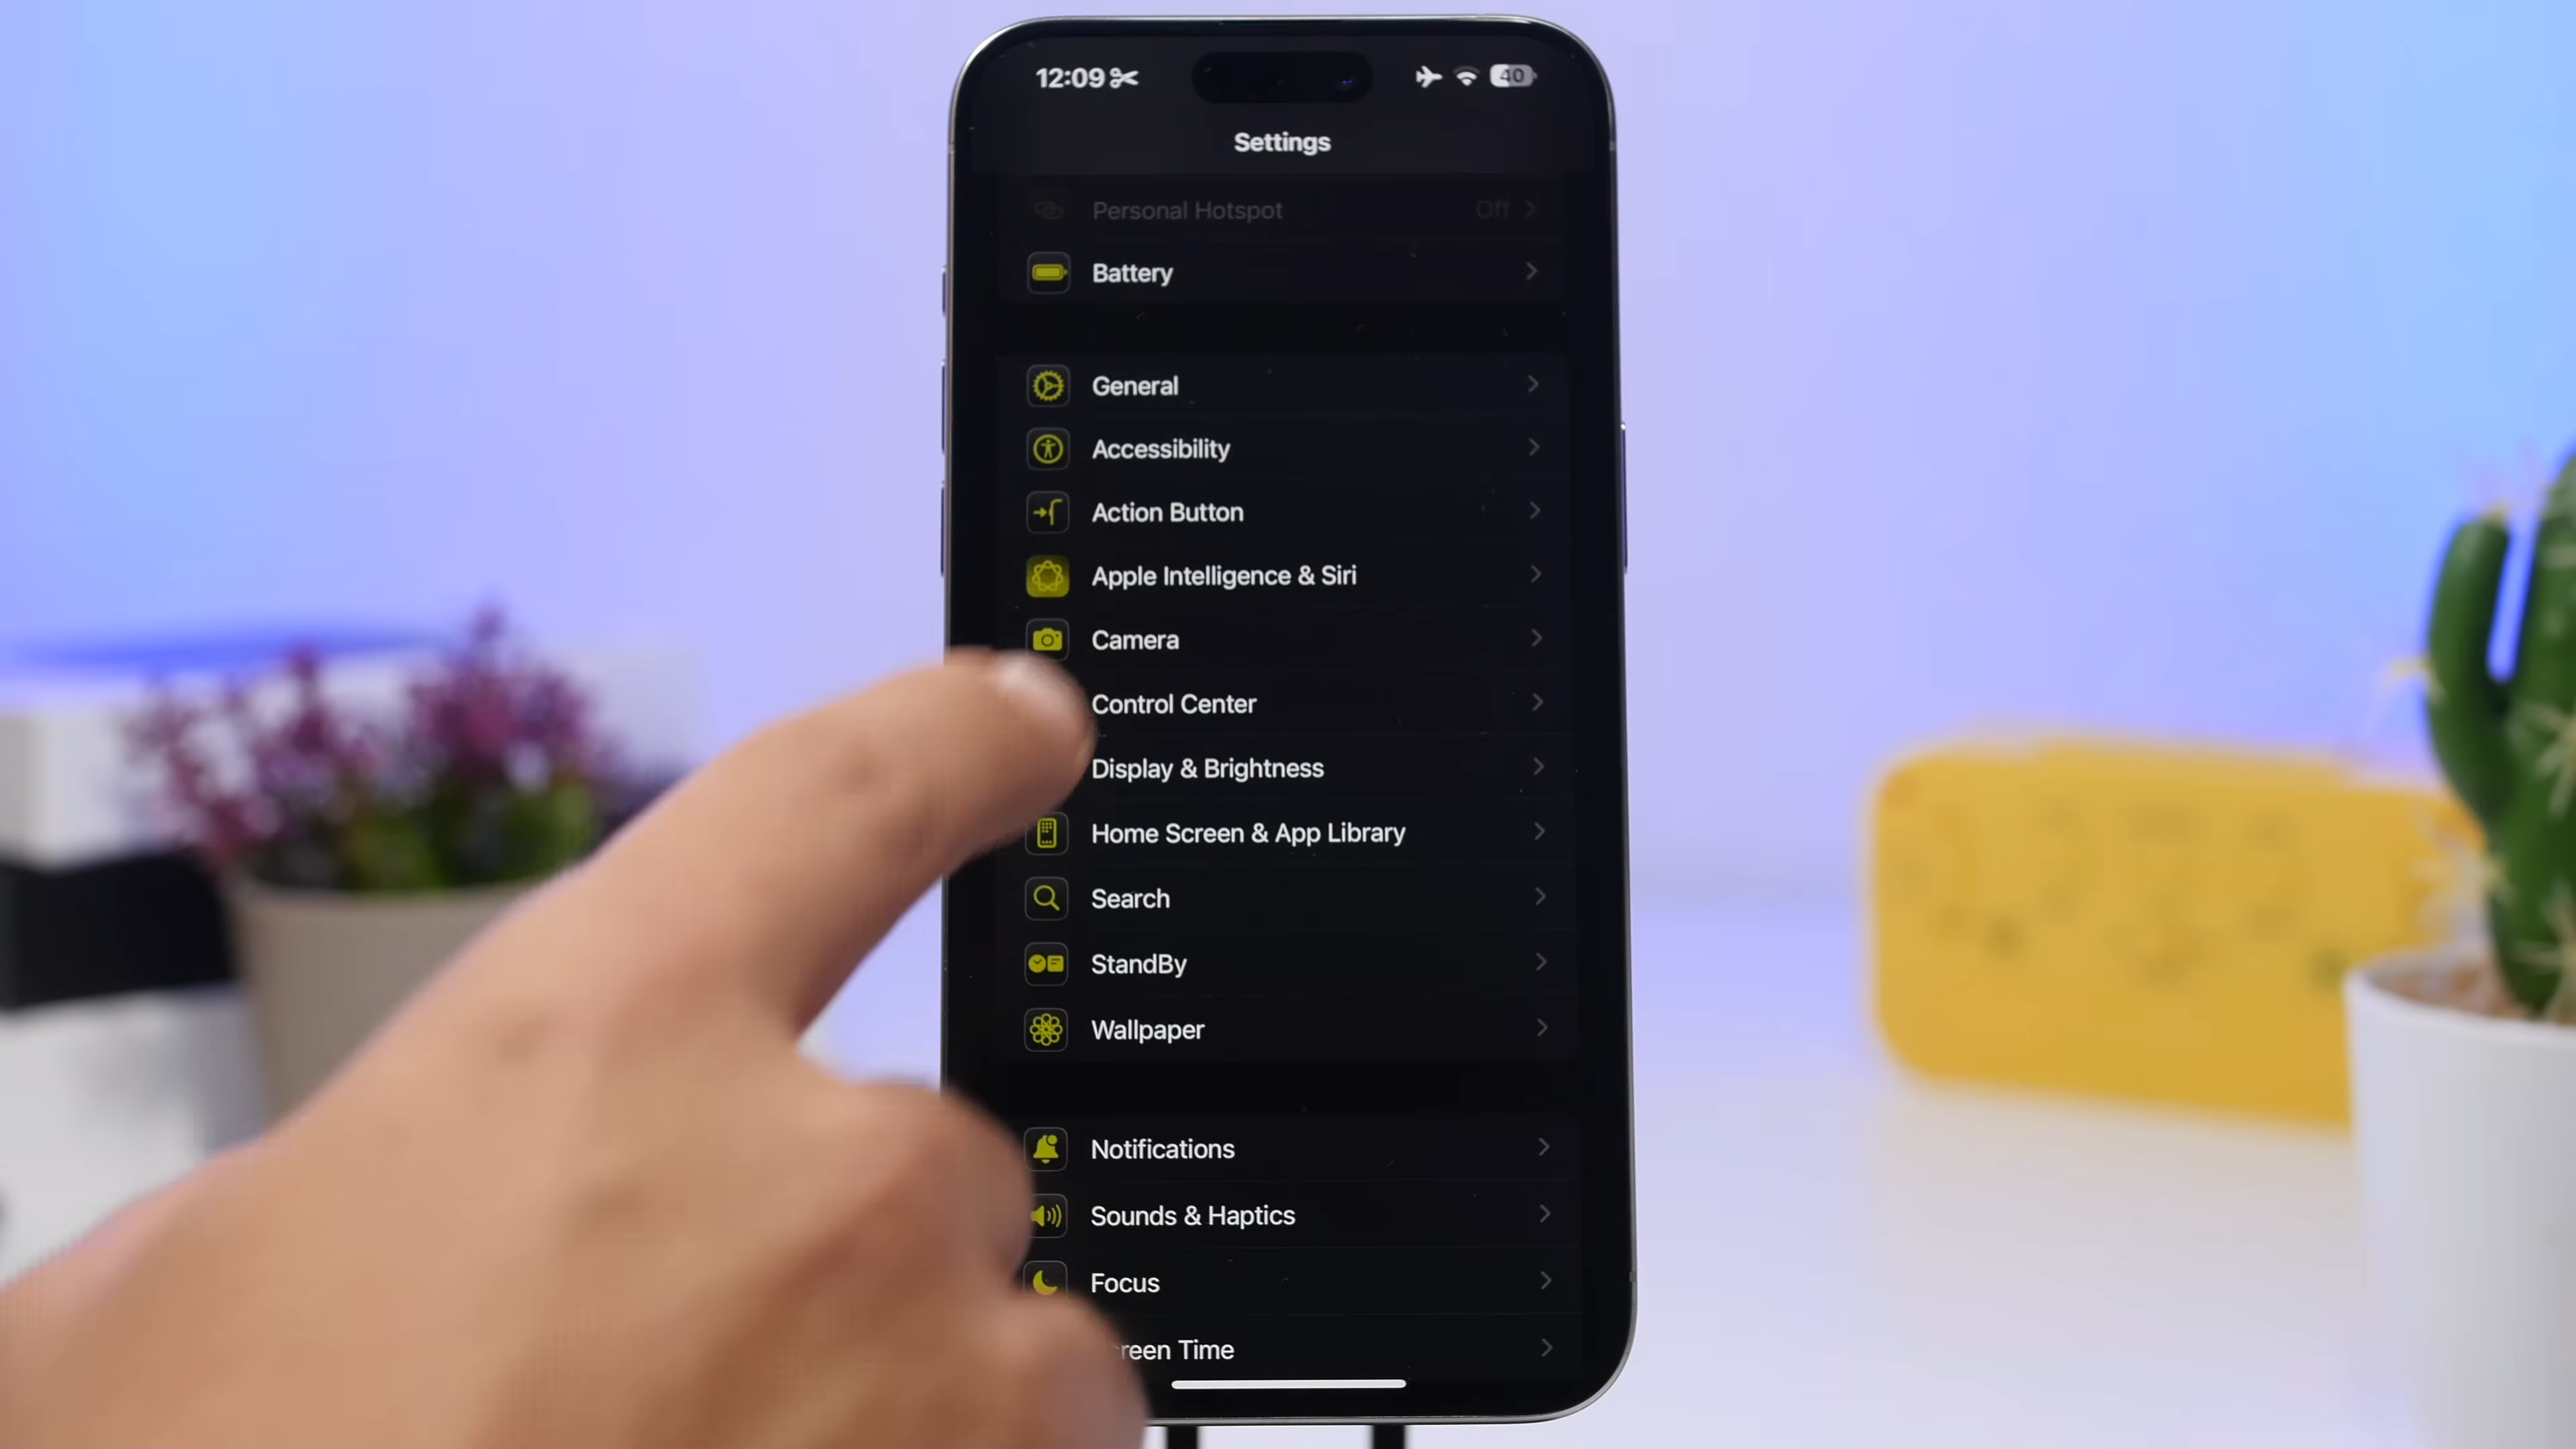 12:09
40
Settings
Personal Hotspot Off
Battery
General
Accessibility
Action Button
Apple Intelligence & Siri
Camera
Control Center
Display & Brightness
Home Screen & App Library
Search
StandBy
Wallpaper
Notifications
Sounds & Haptics
Focus
reen Time